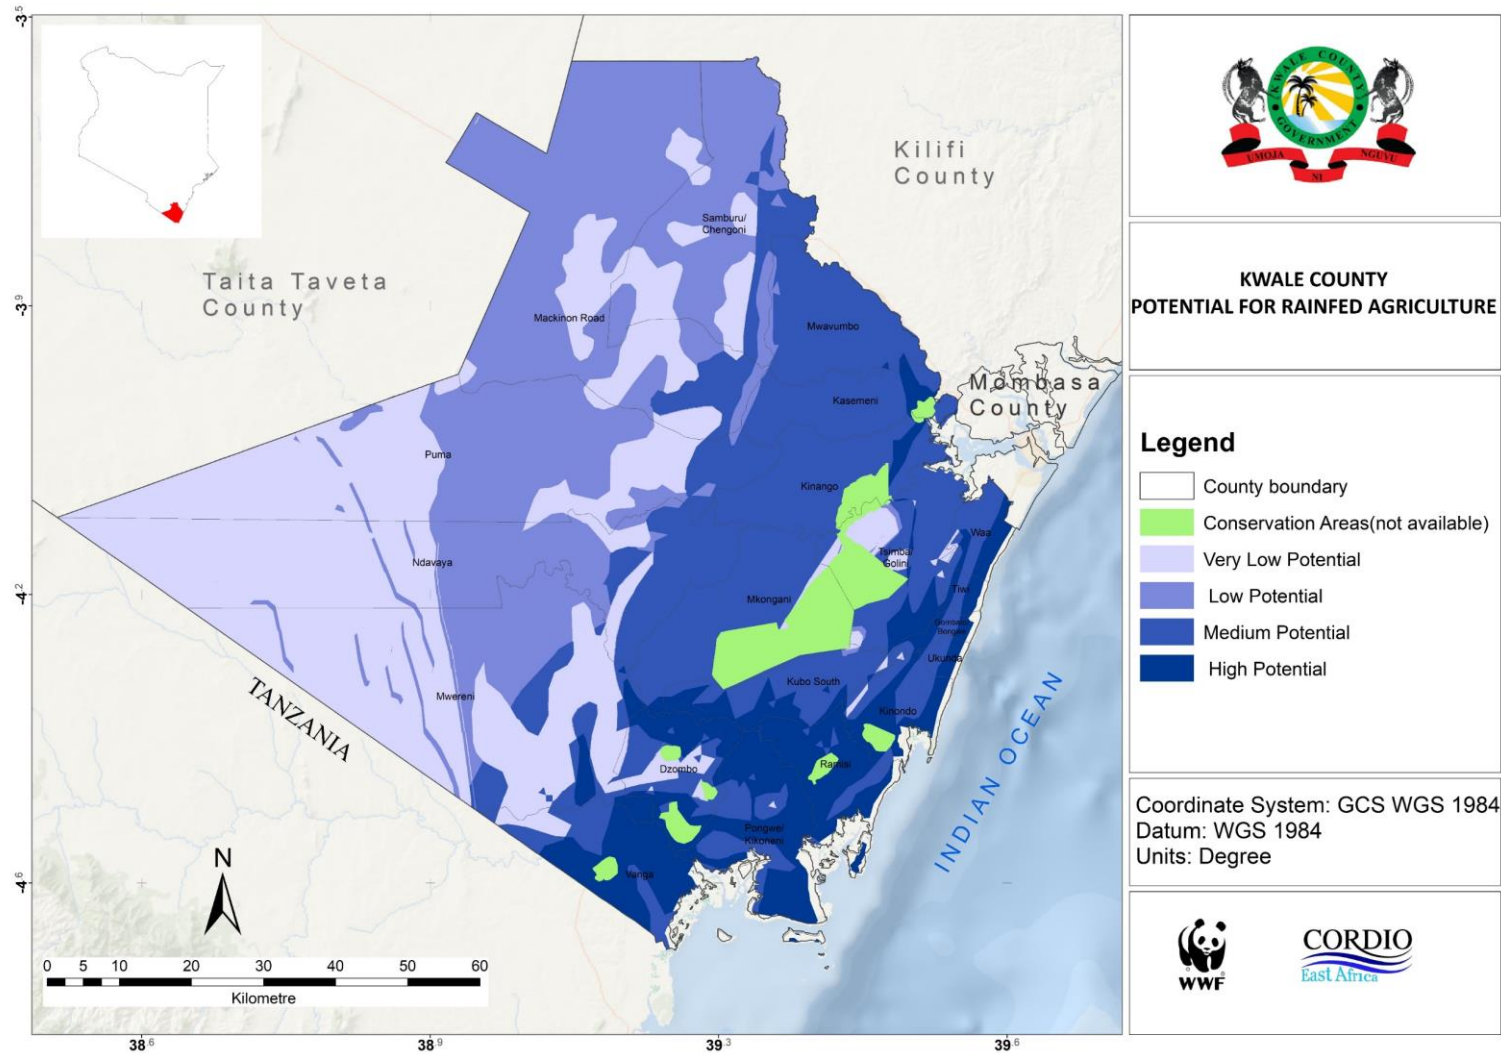 KWALE COUNTY
GOVERNMENT
UMOJA
NI
NGUVU
KWALE COUNTY
POTENTIAL FOR RAINFED AGRICULTURE
Legend
County boundary
Conservation Areas(not available)
Very Low Potential
Low Potential
Medium Potential
High Potential
Coordinate System: GCS WGS 1984
Datum: WGS 1984
Units: Degree
WWF
CORDIO
East Africa
-3.5
-3.9
-4.2
-4.6
38.6
38.9
39.3
39.6
Kilifi
County
Taita Taveta
County
Mombasa
County
TANZANIA
INDIAN OCEAN
Samburu/
Chengoni
Mackinon Road
Mwavumbo
Kasemeni
Puma
Kinango
Waa
Ndavaya
Tsimba/
Golini
Tiwi
Mkongani
Ukunda
Kubo South
Mwereni
Kinondo
Dzombo
Ramisi
Pongwe/
Kikoneni
Vanga
N
0 5 10 20 30 40 50 60
Kilometre